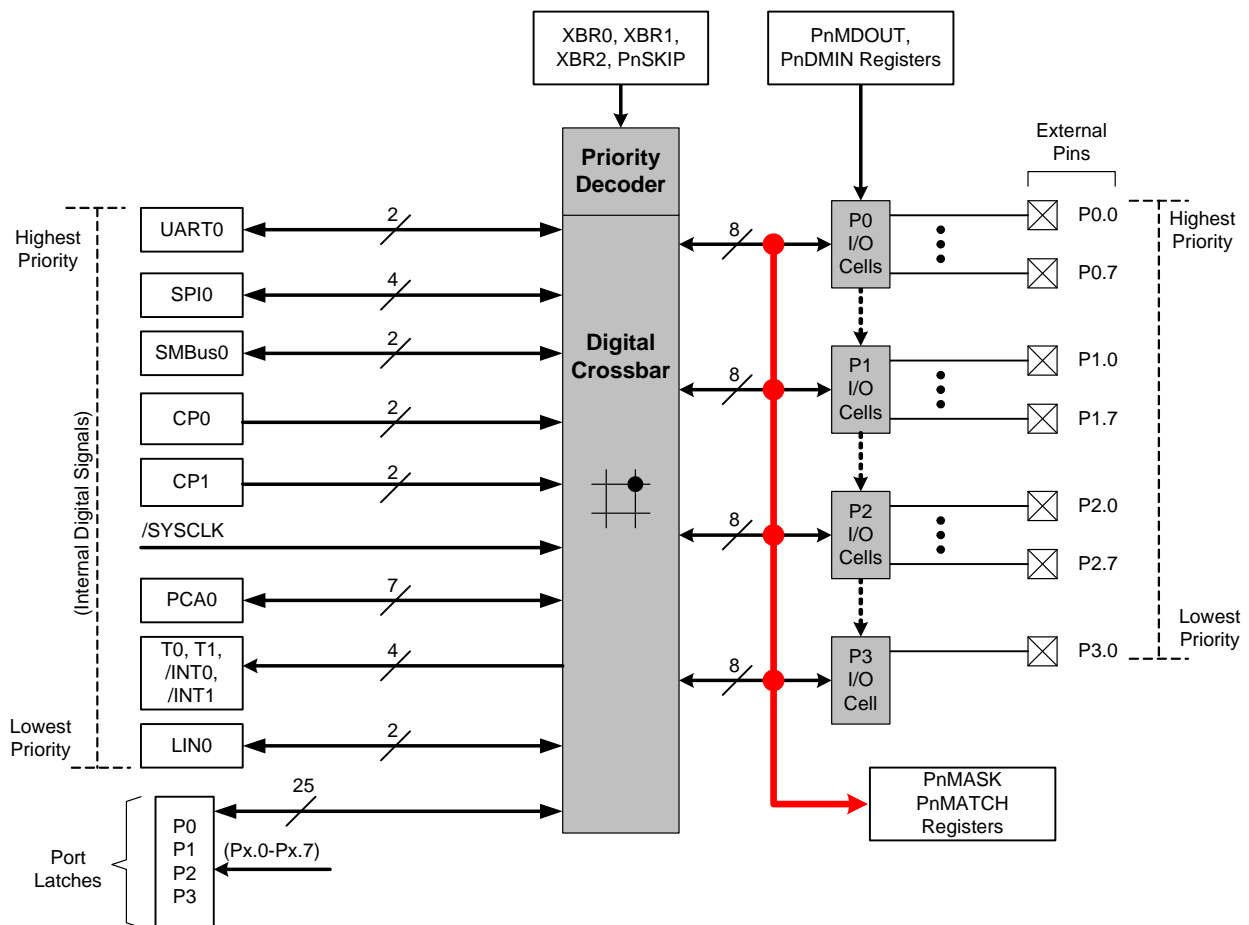 XBR0, XBR1,
XBR2, PnSKIP
PnMDOUT,
PnDMIN Registers
External
Pins
Priority
Decoder
Highest
Priority
UART0
2
8
P0
I/O
Cells
P0.0
P0.7
Highest
Priority
SPI0
4
SMBus0
2
Digital
Crossbar
8
P1
I/O
Cells
P1.0
P1.7
(Internal Digital Signals)
CP0
2
CP1
2
/SYSCLK
8
P2
I/O
Cells
P2.0
P2.7
PCA0
7
T0, T1,
/INT0,
/INT1
4
8
P3
I/O
Cell
P3.0
Lowest
Priority
Lowest
Priority
LIN0
2
PnMASK
PnMATCH
Registers
25
Port
Latches
P0
P1
P2
P3
(Px.0-Px.7)